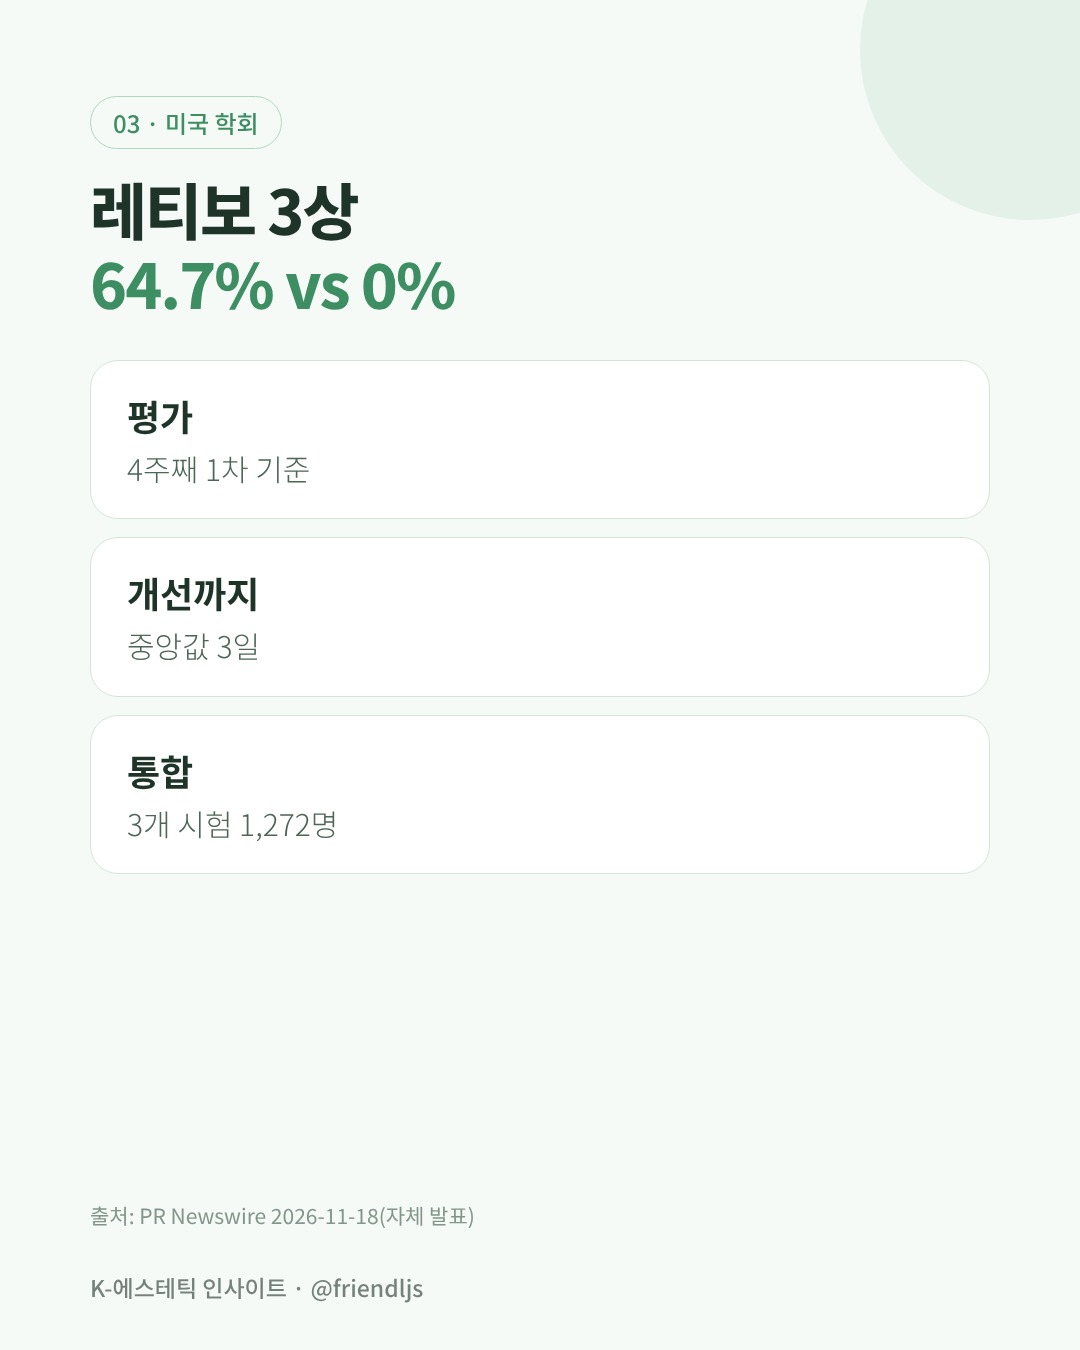 03 · 미국 학회
레티보 3상
64.7% vs 0%
평가
4주째 1차 기준
개선까지
중앙값 3일
통합
3개 시험 1,272명
출처: PR Newswire 2026-11-18(자체 발표)
K-에스테틱 인사이트 · @friendljs